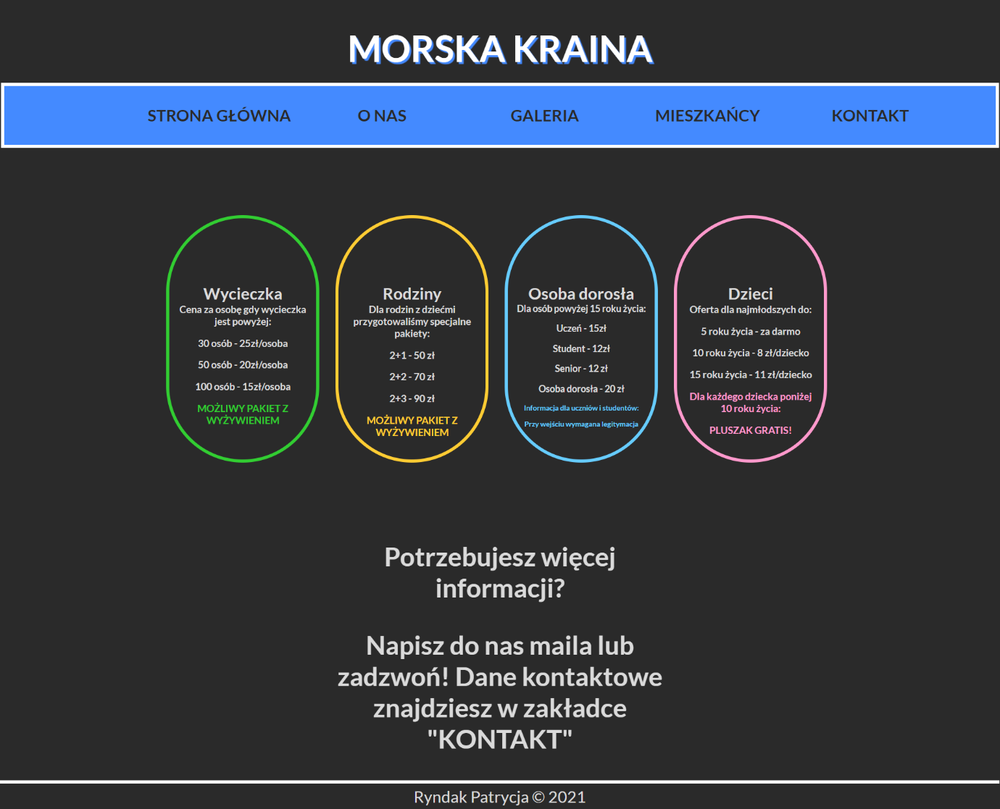 MORSKA KRAINA
STRONA GŁÓWNA
O NAS
GALERIA
MIESZKAŃCY
KONTAKT
Wycieczka
Cena za osobę gdy wycieczka
jest powyżej:
30 osób - 25zł/osoba
50 osób - 20zł/osoba
100 osób - 15zł/osoba
MOŻLIWY PAKIET Z
WYŻYWIENIEM
Rodziny
Dla rodzin z dziećmi
przygotowaliśmy specjalne
pakiety:
2+1 - 50 zł
2+2 - 70 zł
2+3 - 90 zł
MOŻLIWY PAKIET Z
WYŻYWIENIEM
Osoba dorosła
Dla osób powyżej 15 roku życia:
Uczeń - 15zł
Student - 12zł
Senior - 12 zł
Osoba dorosła - 20 zł
Informacja dla uczniów i studentów:
Przy wejściu wymagana legitymacja
Dzieci
Oferta dla najmłodszych do:
5 roku życia - za darmo
10 roku życia - 8 zł/dziecko
15 roku życia - 11 zł/dziecko
Dla każdego dziecka poniżej
10 roku życia:
PLUSZAK GRATIS!
Potrzebujesz więcej
informacji?
Napisz do nas maila lub
zadzwoń! Dane kontaktowe
znajdziesz w zakładce
"KONTAKT"
Ryndak Patrycja © 2021